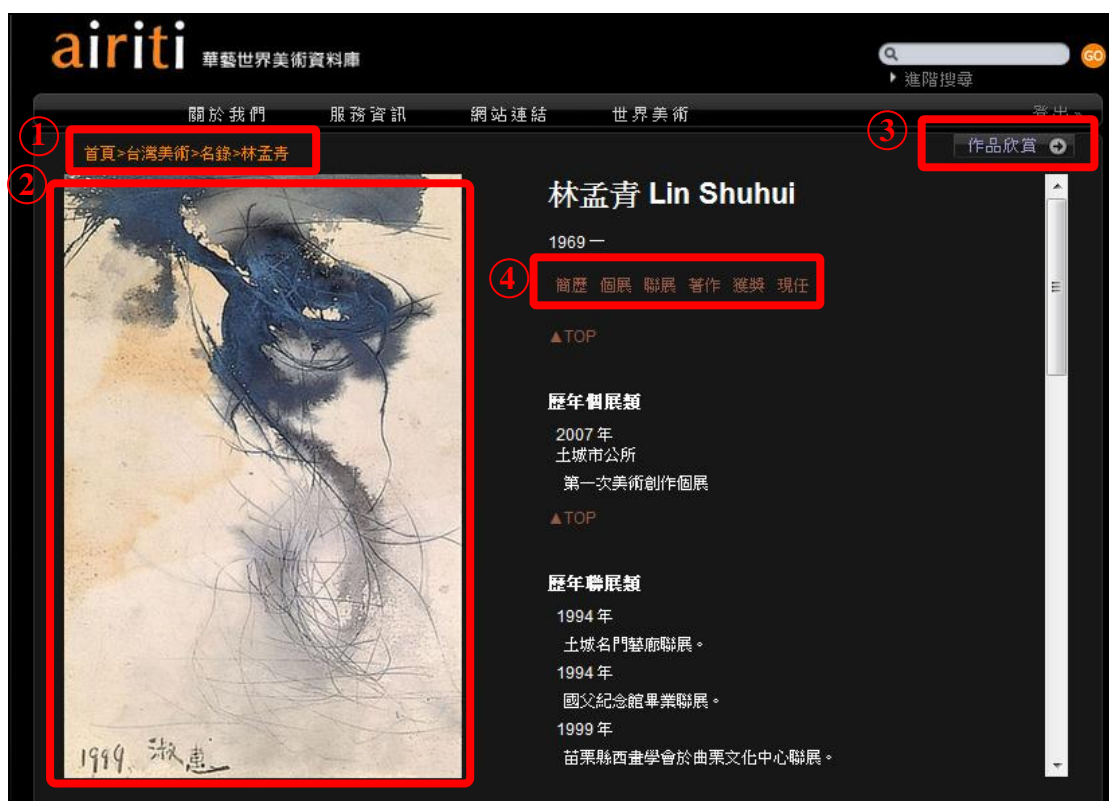 airiti 華藝世界美術資料庫
GO
▶ 進階搜尋
關於我們 服務資訊 網站連結 世界美術
登出»
① ③
首頁>台灣美術>名錄>林孟青
作品欣賞
②
林孟青 Lin Shuhui
1969 —
④
簡歷 個展 聯展 著作 獲獎 現任
▲TOP
歷年個展類
2007 年
土城市公所
第一次美術創作個展
▲TOP
歷年聯展類
1994 年
土城名門藝廊聯展。
1994 年
國父紀念館畢業聯展。
1999 年
苗栗縣西畫學會於曲栗文化中心聯展。
1999. 淑惠